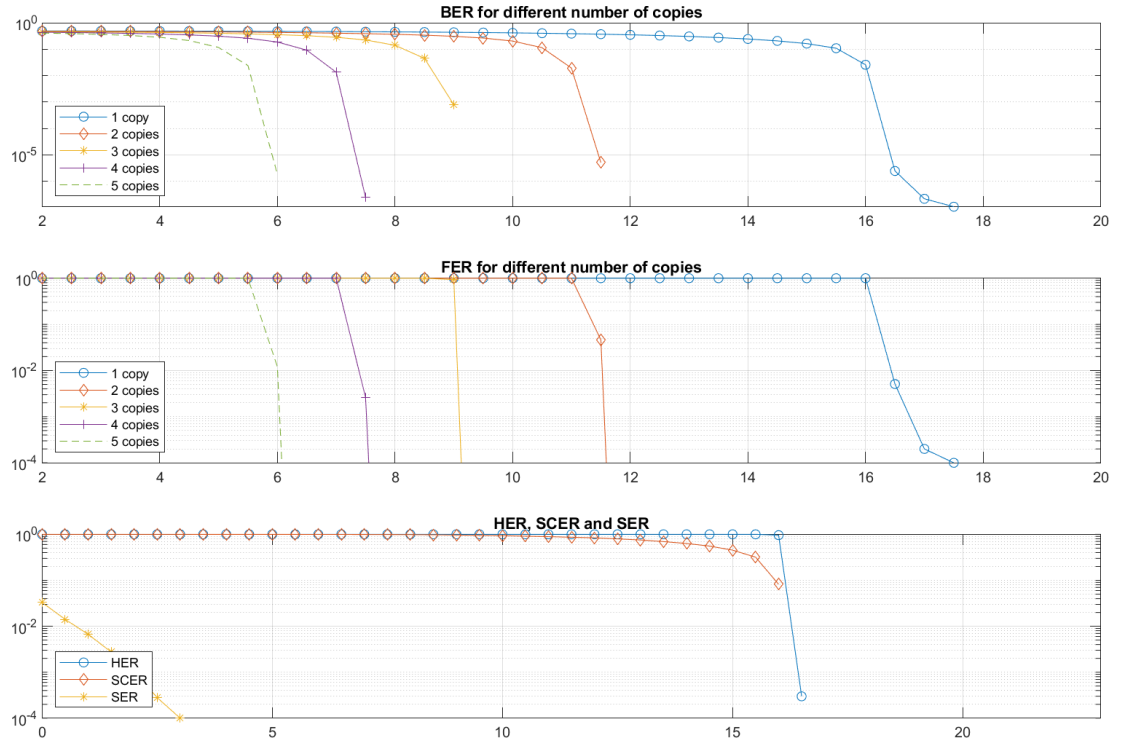 BER for different number of copies
10^0
10^-5
1 copy
2 copies
3 copies
4 copies
5 copies
2 4 6 8 10 12 14 16 18 20
FER for different number of copies
10^0
10^-2
10^-4
1 copy
2 copies
3 copies
4 copies
5 copies
2 4 6 8 10 12 14 16 18 20
HER, SCER and SER
10^0
10^-2
10^-4
HER
SCER
SER
0 5 10 15 20